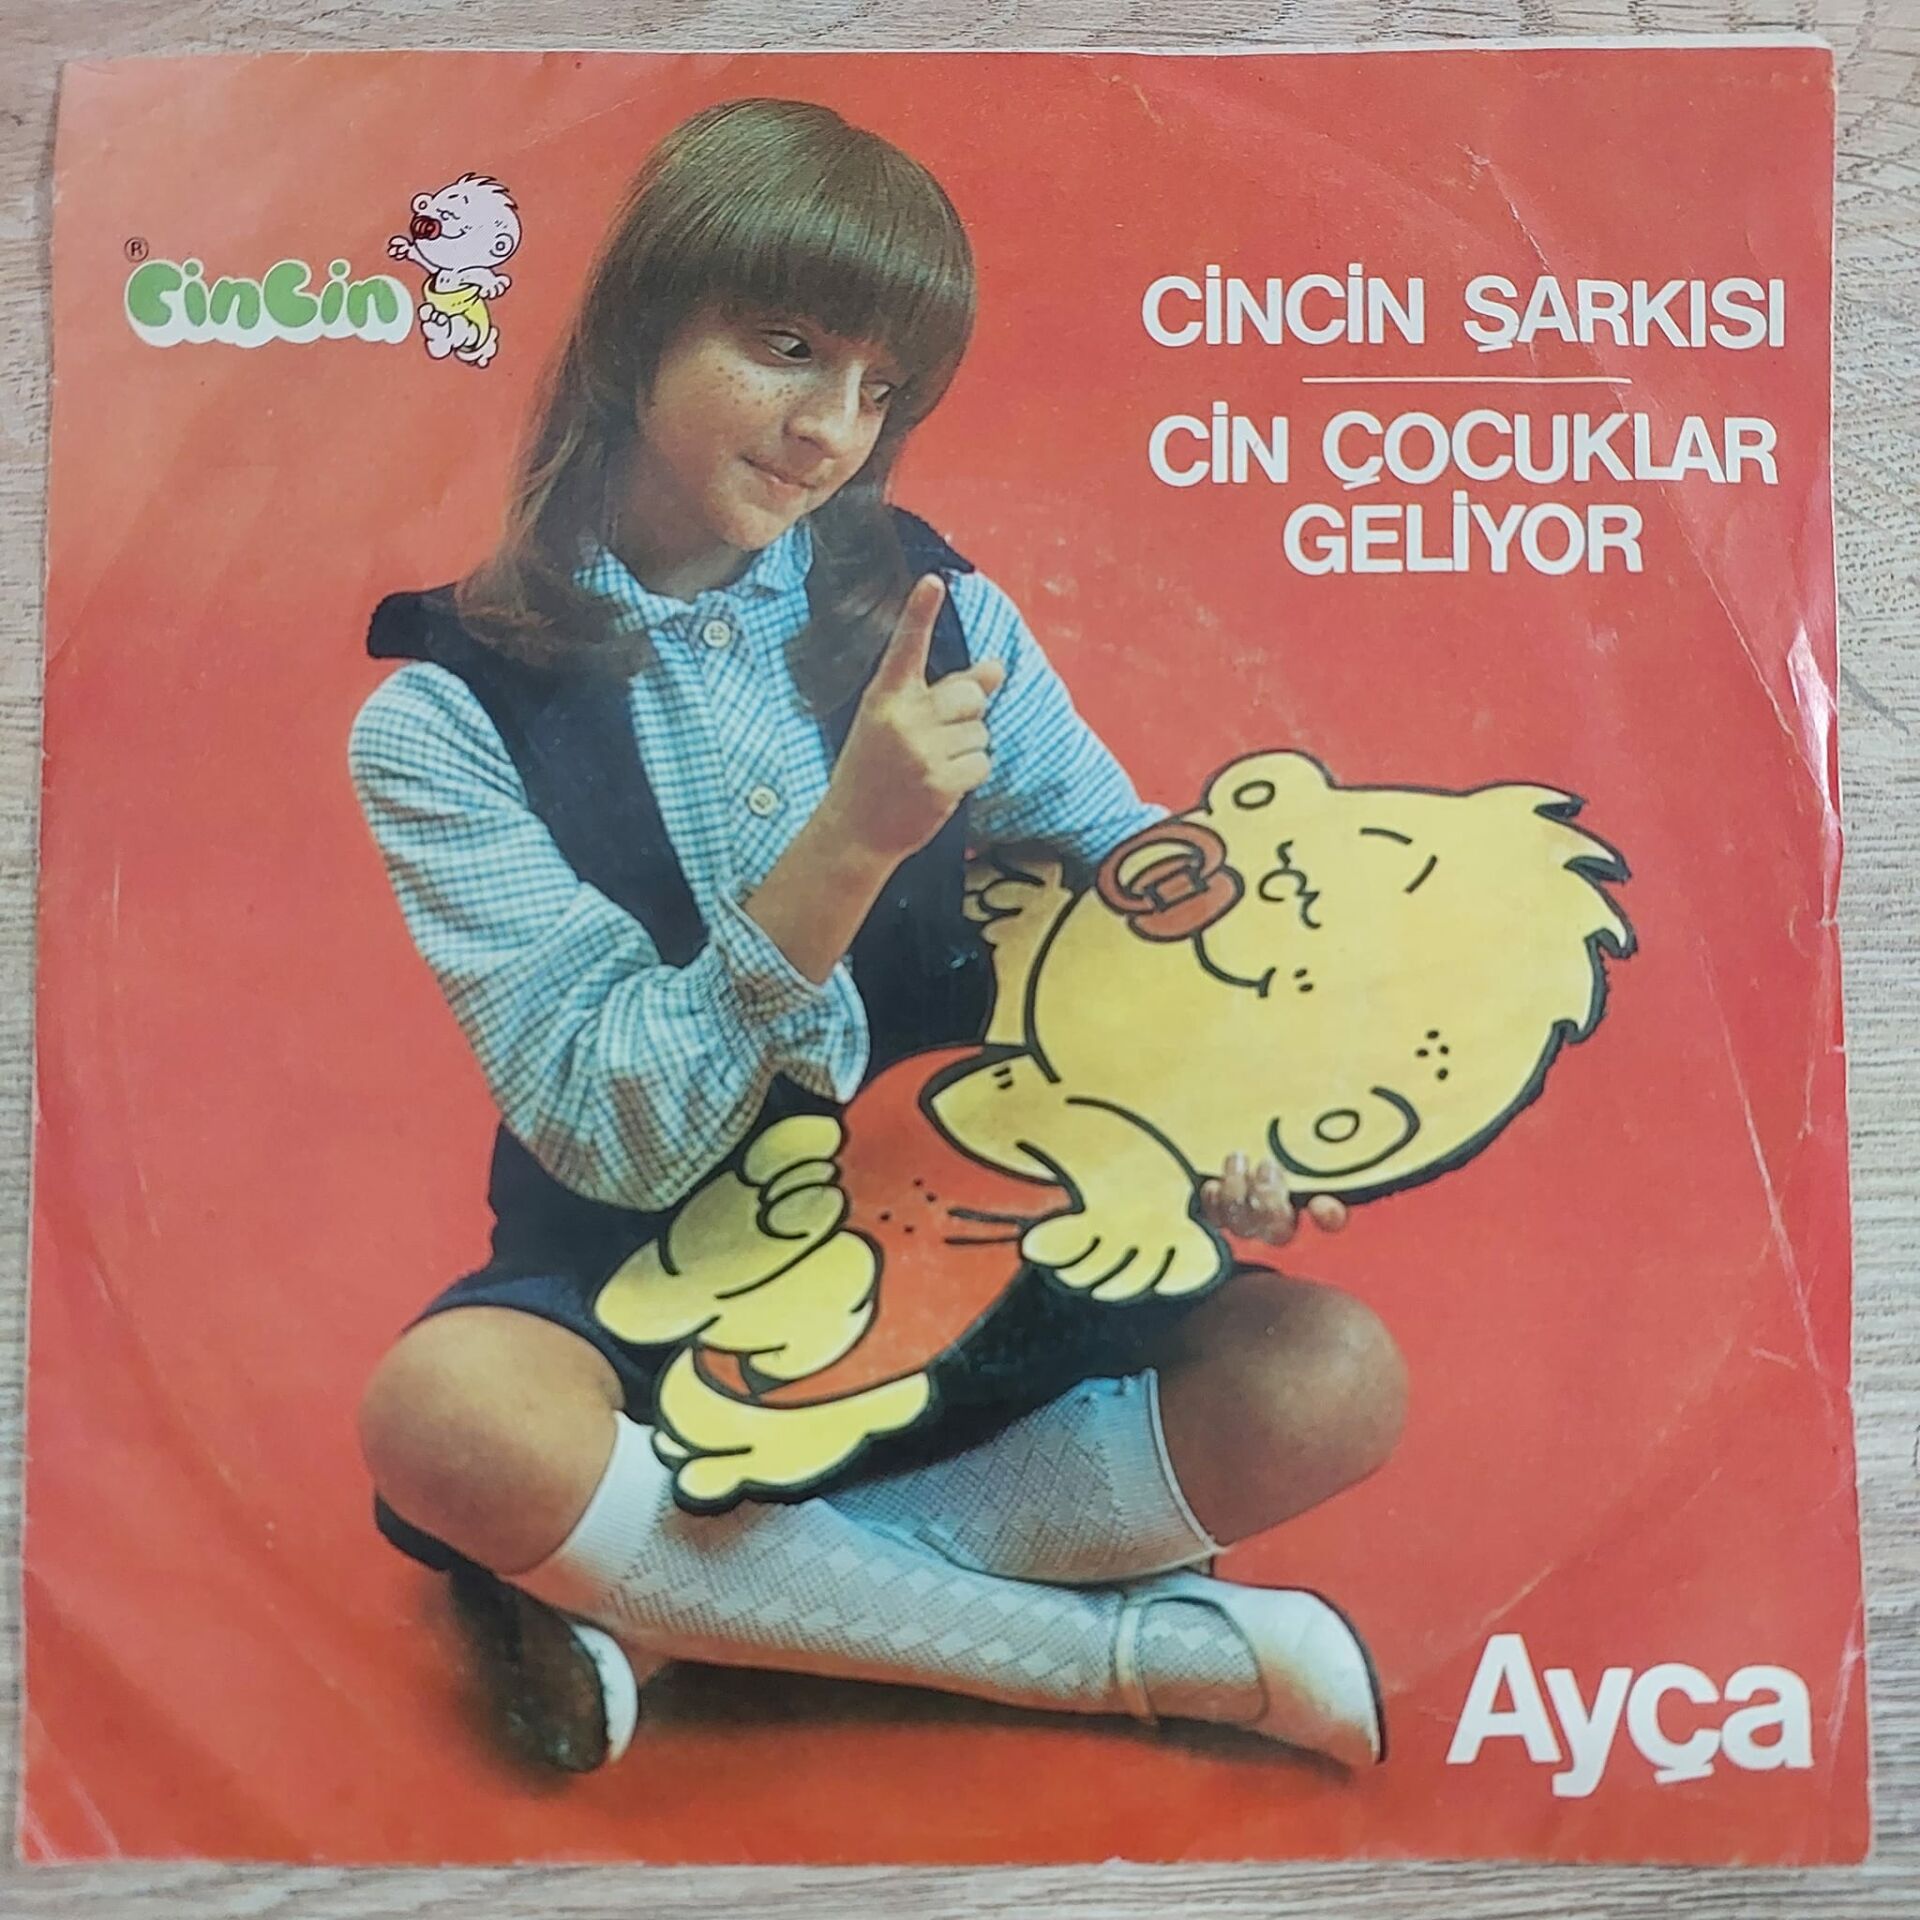 ® CinCin
CİNCİN ŞARKISI
CİN ÇOCUKLAR
GELİYOR
Ayça